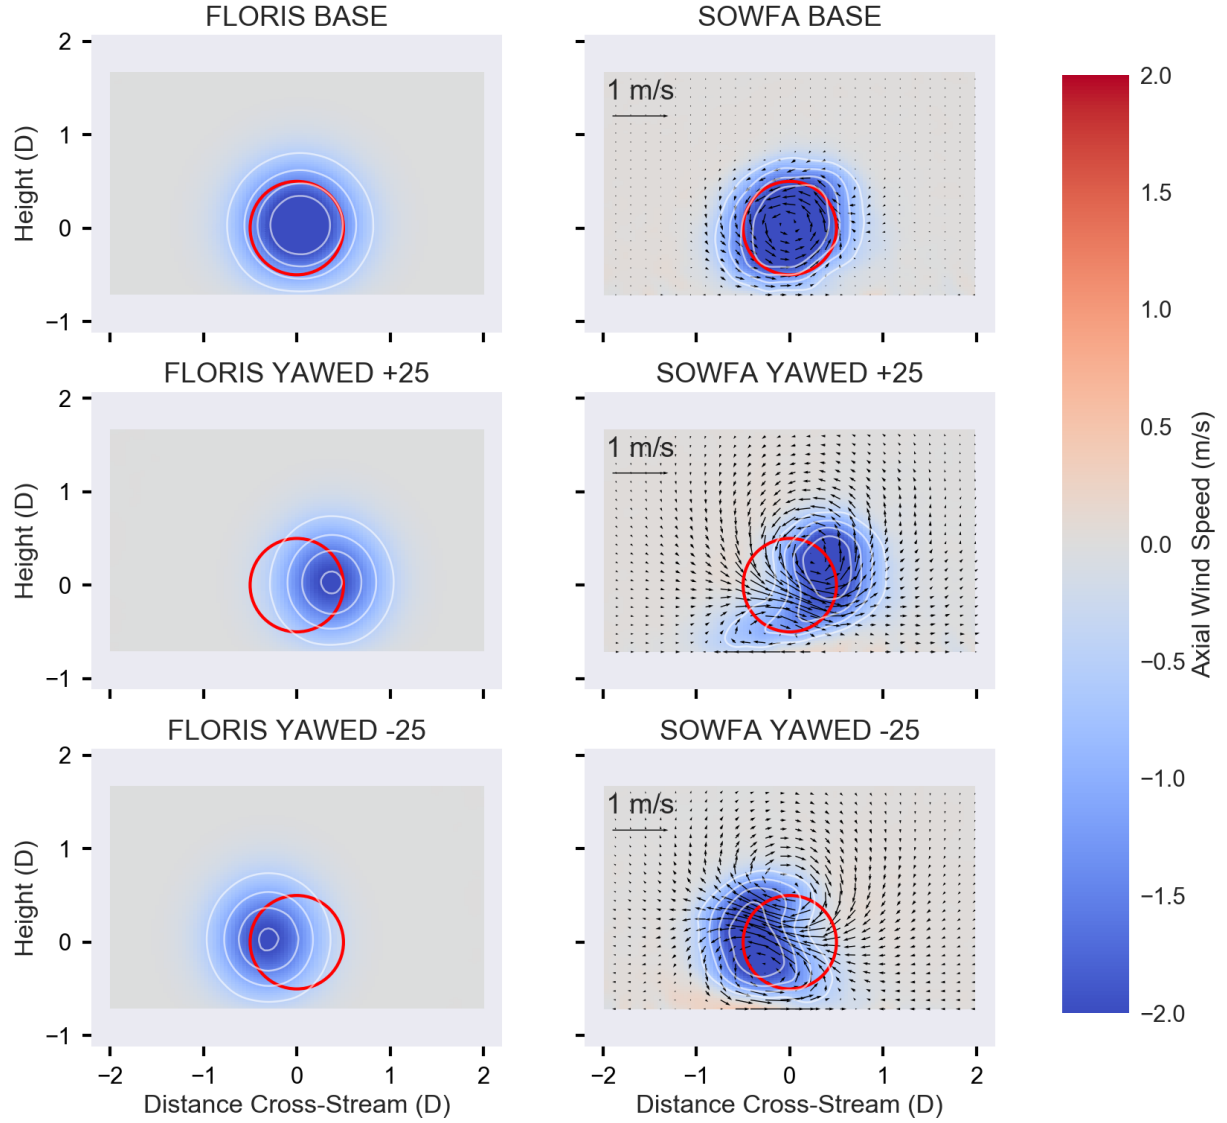 FLORIS BASE
SOWFA BASE
2
1
0
−1
Height (D)
1 m/s
FLORIS YAWED +25
SOWFA YAWED +25
2
1
0
−1
Height (D)
1 m/s
FLORIS YAWED -25
SOWFA YAWED -25
2
1
0
−1
Height (D)
1 m/s
−2 −1 0 1 2
−2 −1 0 1 2
Distance Cross-Stream (D)
Distance Cross-Stream (D)
2.0
1.5
1.0
0.5
0.0
−0.5
−1.0
−1.5
−2.0
Axial Wind Speed (m/s)